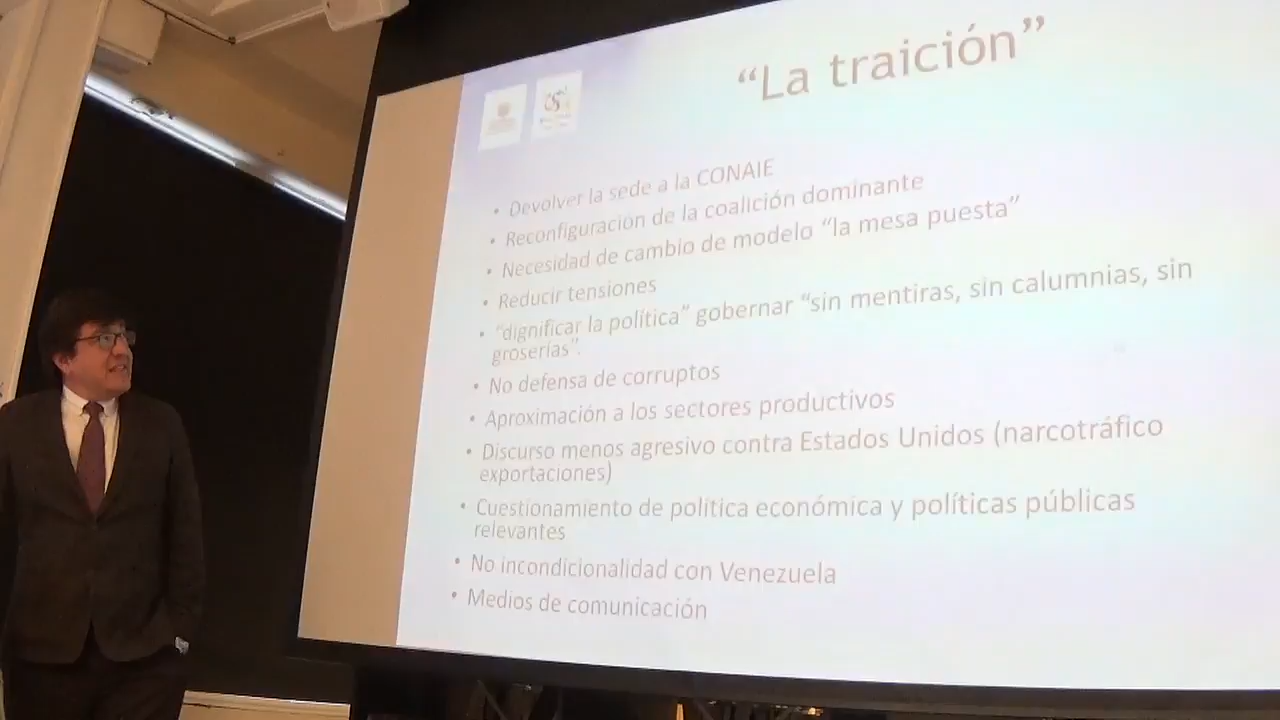 “La traición”
• Devolver la sede a la CONAIE
• Reconfiguración de la coalición dominante
• Necesidad de cambio de modelo “la mesa puesta”
• Reducir tensiones
• “dignificar la política” gobernar “sin mentiras, sin calumnias, sin
groserías”.
• No defensa de corruptos
• Aproximación a los sectores productivos
• Discurso menos agresivo contra Estados Unidos (narcotráfico
exportaciones)
• Cuestionamiento de política económica y políticas públicas
relevantes
• No incondicionalidad con Venezuela
• Medios de comunicación